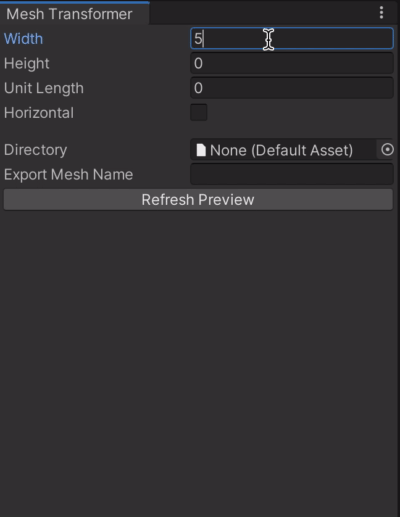 Mesh Transformer
Width 5
Height 0
Unit Length 0
Horizontal
Directory None (Default Asset)
Export Mesh Name
Refresh Preview